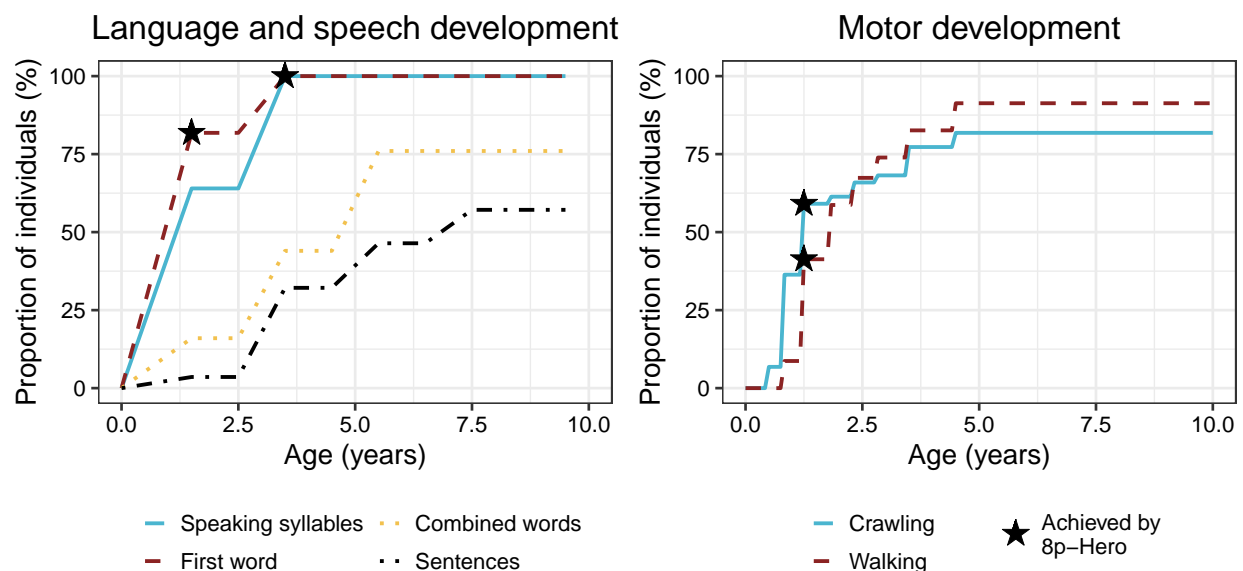 Language and speech development
Motor development
Proportion of individuals (%)
100
75
50
25
0
0.0 2.5 5.0 7.5 10.0
Age (years)
Proportion of individuals (%)
100
75
50
25
0
0.0 2.5 5.0 7.5 10.0
Age (years)
Speaking syllables
Combined words
First word
Sentences
Crawling
Walking
Achieved by
8p−Hero